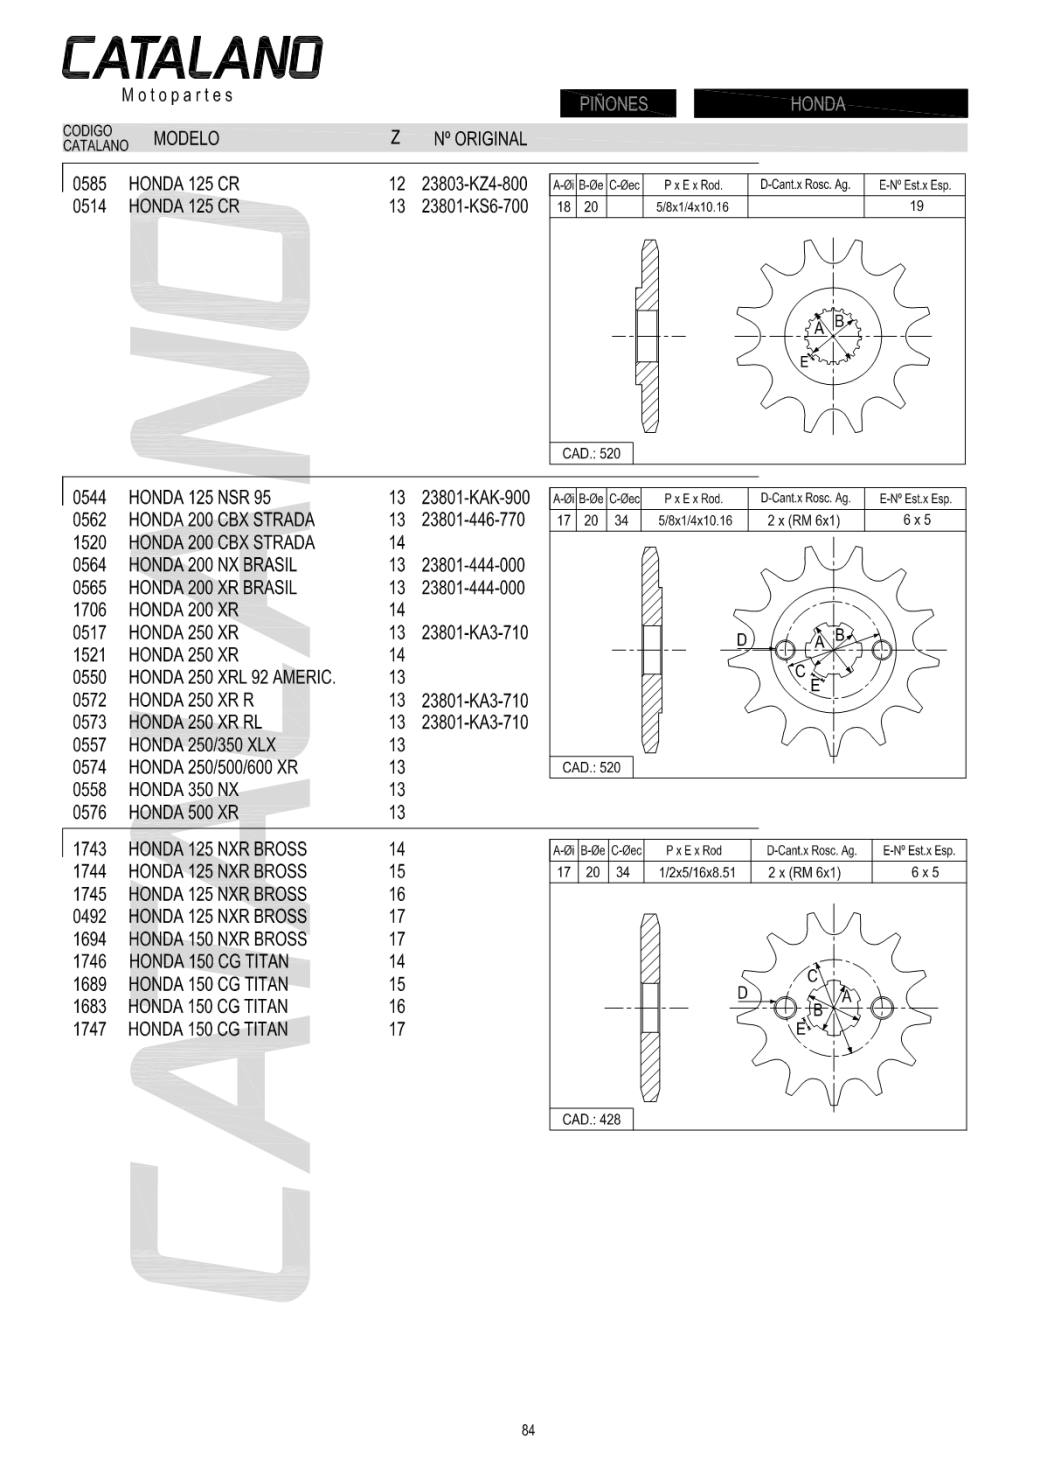 CATALANO
Motopartes
PIÑONES HONDA
CODIGO CATALANO MODELO Z Nº ORIGINAL
0585 HONDA 125 CR 12 23803-KZ4-800
0514 HONDA 125 CR 13 23801-KS6-700
A-Øi B-Øe C-Øec P x E x Rod. D-Cant.x Rosc. Ag. E-Nº Est.x Esp.
18 20 5/8x1/4x10.16 19
A B
E
CAD.: 520
0544 HONDA 125 NSR 95 13 23801-KAK-900
0562 HONDA 200 CBX STRADA 13 23801-446-770
1520 HONDA 200 CBX STRADA 14
0564 HONDA 200 NX BRASIL 13 23801-444-000
0565 HONDA 200 XR BRASIL 13 23801-444-000
1706 HONDA 200 XR 14
0517 HONDA 250 XR 13 23801-KA3-710
1521 HONDA 250 XR 14
0550 HONDA 250 XRL 92 AMERIC. 13
0572 HONDA 250 XR R 13 23801-KA3-710
0573 HONDA 250 XR RL 13 23801-KA3-710
0557 HONDA 250/350 XLX 13
0574 HONDA 250/500/600 XR 13
0558 HONDA 350 NX 13
0576 HONDA 500 XR 13
A-Øi B-Øe C-Øec P x E x Rod. D-Cant.x Rosc. Ag. E-Nº Est.x Esp.
17 20 34 5/8x1/4x10.16 2 x (RM 6x1) 6 x 5
D A B
C
E
CAD.: 520
1743 HONDA 125 NXR BROSS 14
1744 HONDA 125 NXR BROSS 15
1745 HONDA 125 NXR BROSS 16
0492 HONDA 125 NXR BROSS 17
1694 HONDA 150 NXR BROSS 17
1746 HONDA 150 CG TITAN 14
1689 HONDA 150 CG TITAN 15
1683 HONDA 150 CG TITAN 16
1747 HONDA 150 CG TITAN 17
A-Øi B-Øe C-Øec P x E x Rod D-Cant.x Rosc. Ag. E-Nº Est.x Esp.
17 20 34 1/2x5/16x8.51 2 x (RM 6x1) 6 x 5
C
D A
B
E
CAD.: 428
CATALANO
84